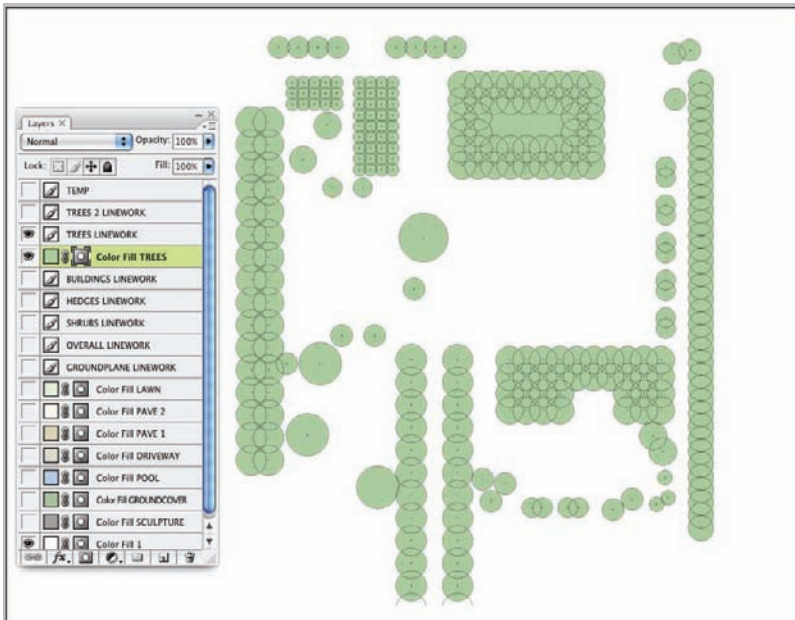 Layers ×
Normal Opacity: 100%
Lock: Fill: 100%
TEMP
TREES 2 LINEWORK
TREES LINEWORK
Color Fill TREES
BUILDINGS LINEWORK
HEDGES LINEWORK
SHRUBS LINEWORK
OVERALL LINEWORK
GROUNDPLANE LINEWORK
Color Fill LAWN
Color Fill PAVE 2
Color Fill PAVE 1
Color Fill DRIVEWAY
Color Fill POOL
Color Fill GROUNDCOVER
Color Fill SCULPTURE
Color Fill 1
fx.